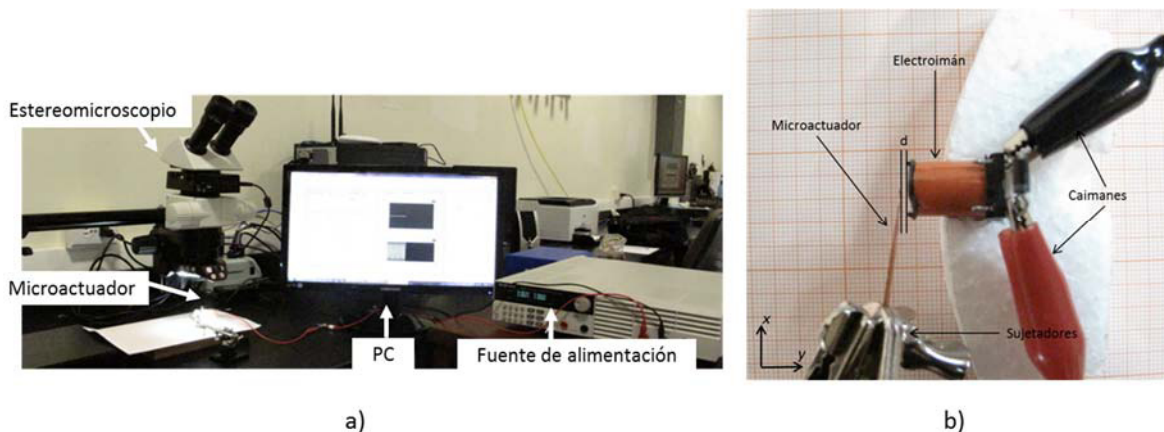 Estereomicroscopio
Microactuador
PC
Fuente de alimentación
a)
Electroimán
Microactuador
d
Caimanes
Sujetadores
x
y
b)